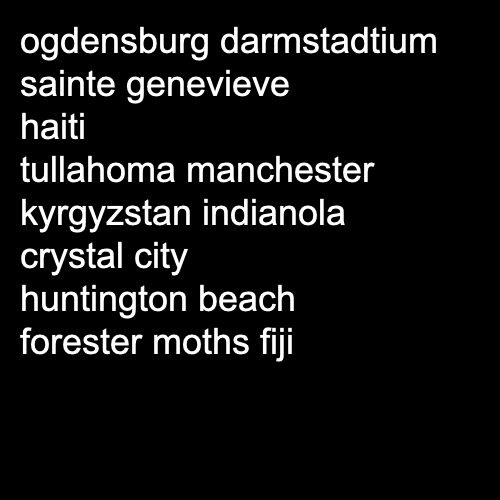 ogdensburg darmstadtium
sainte genevieve
haiti
tullahoma manchester
kyrgyzstan indianola
crystal city
huntington beach
forester moths fiji